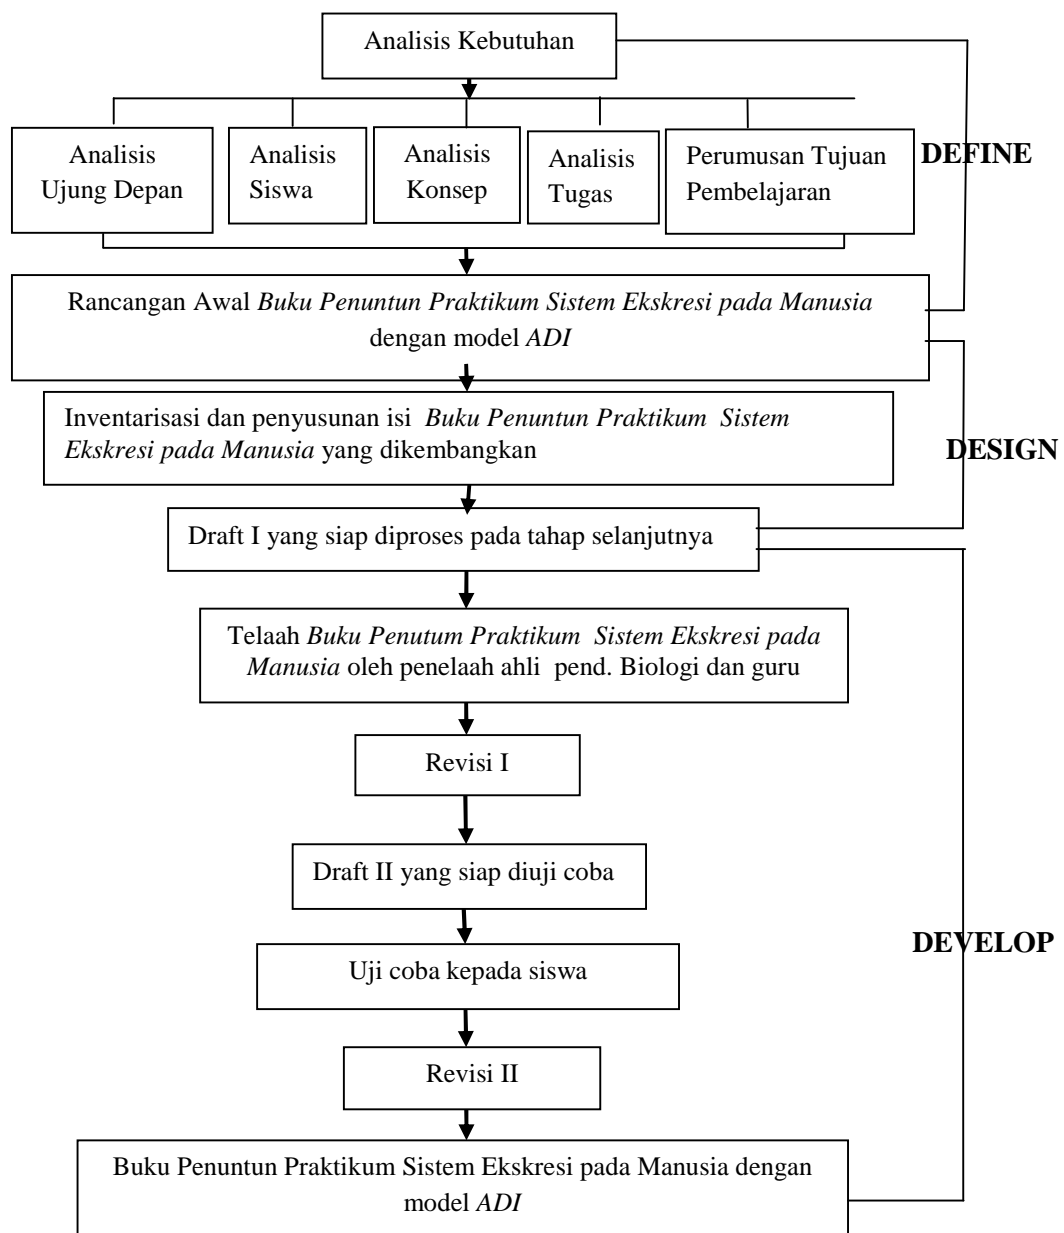 Analisis Kebutuhan
Analisis
Ujung Depan
Analisis
Siswa
Analisis
Konsep
Analisis
Tugas
Perumusan Tujuan
Pembelajaran
DEFINE
Rancangan Awal Buku Penuntun Praktikum Sistem Ekskresi pada Manusia
dengan model ADI
Inventarisasi dan penyusunan isi Buku Penuntun Praktikum Sistem
Ekskresi pada Manusia yang dikembangkan
DESIGN
Draft I yang siap diproses pada tahap selanjutnya
Telaah Buku Penutum Praktikum Sistem Ekskresi pada
Manusia oleh penelaah ahli pend. Biologi dan guru
Revisi I
Draft II yang siap diuji coba
DEVELOP
Uji coba kepada siswa
Revisi II
Buku Penuntun Praktikum Sistem Ekskresi pada Manusia dengan
model ADI